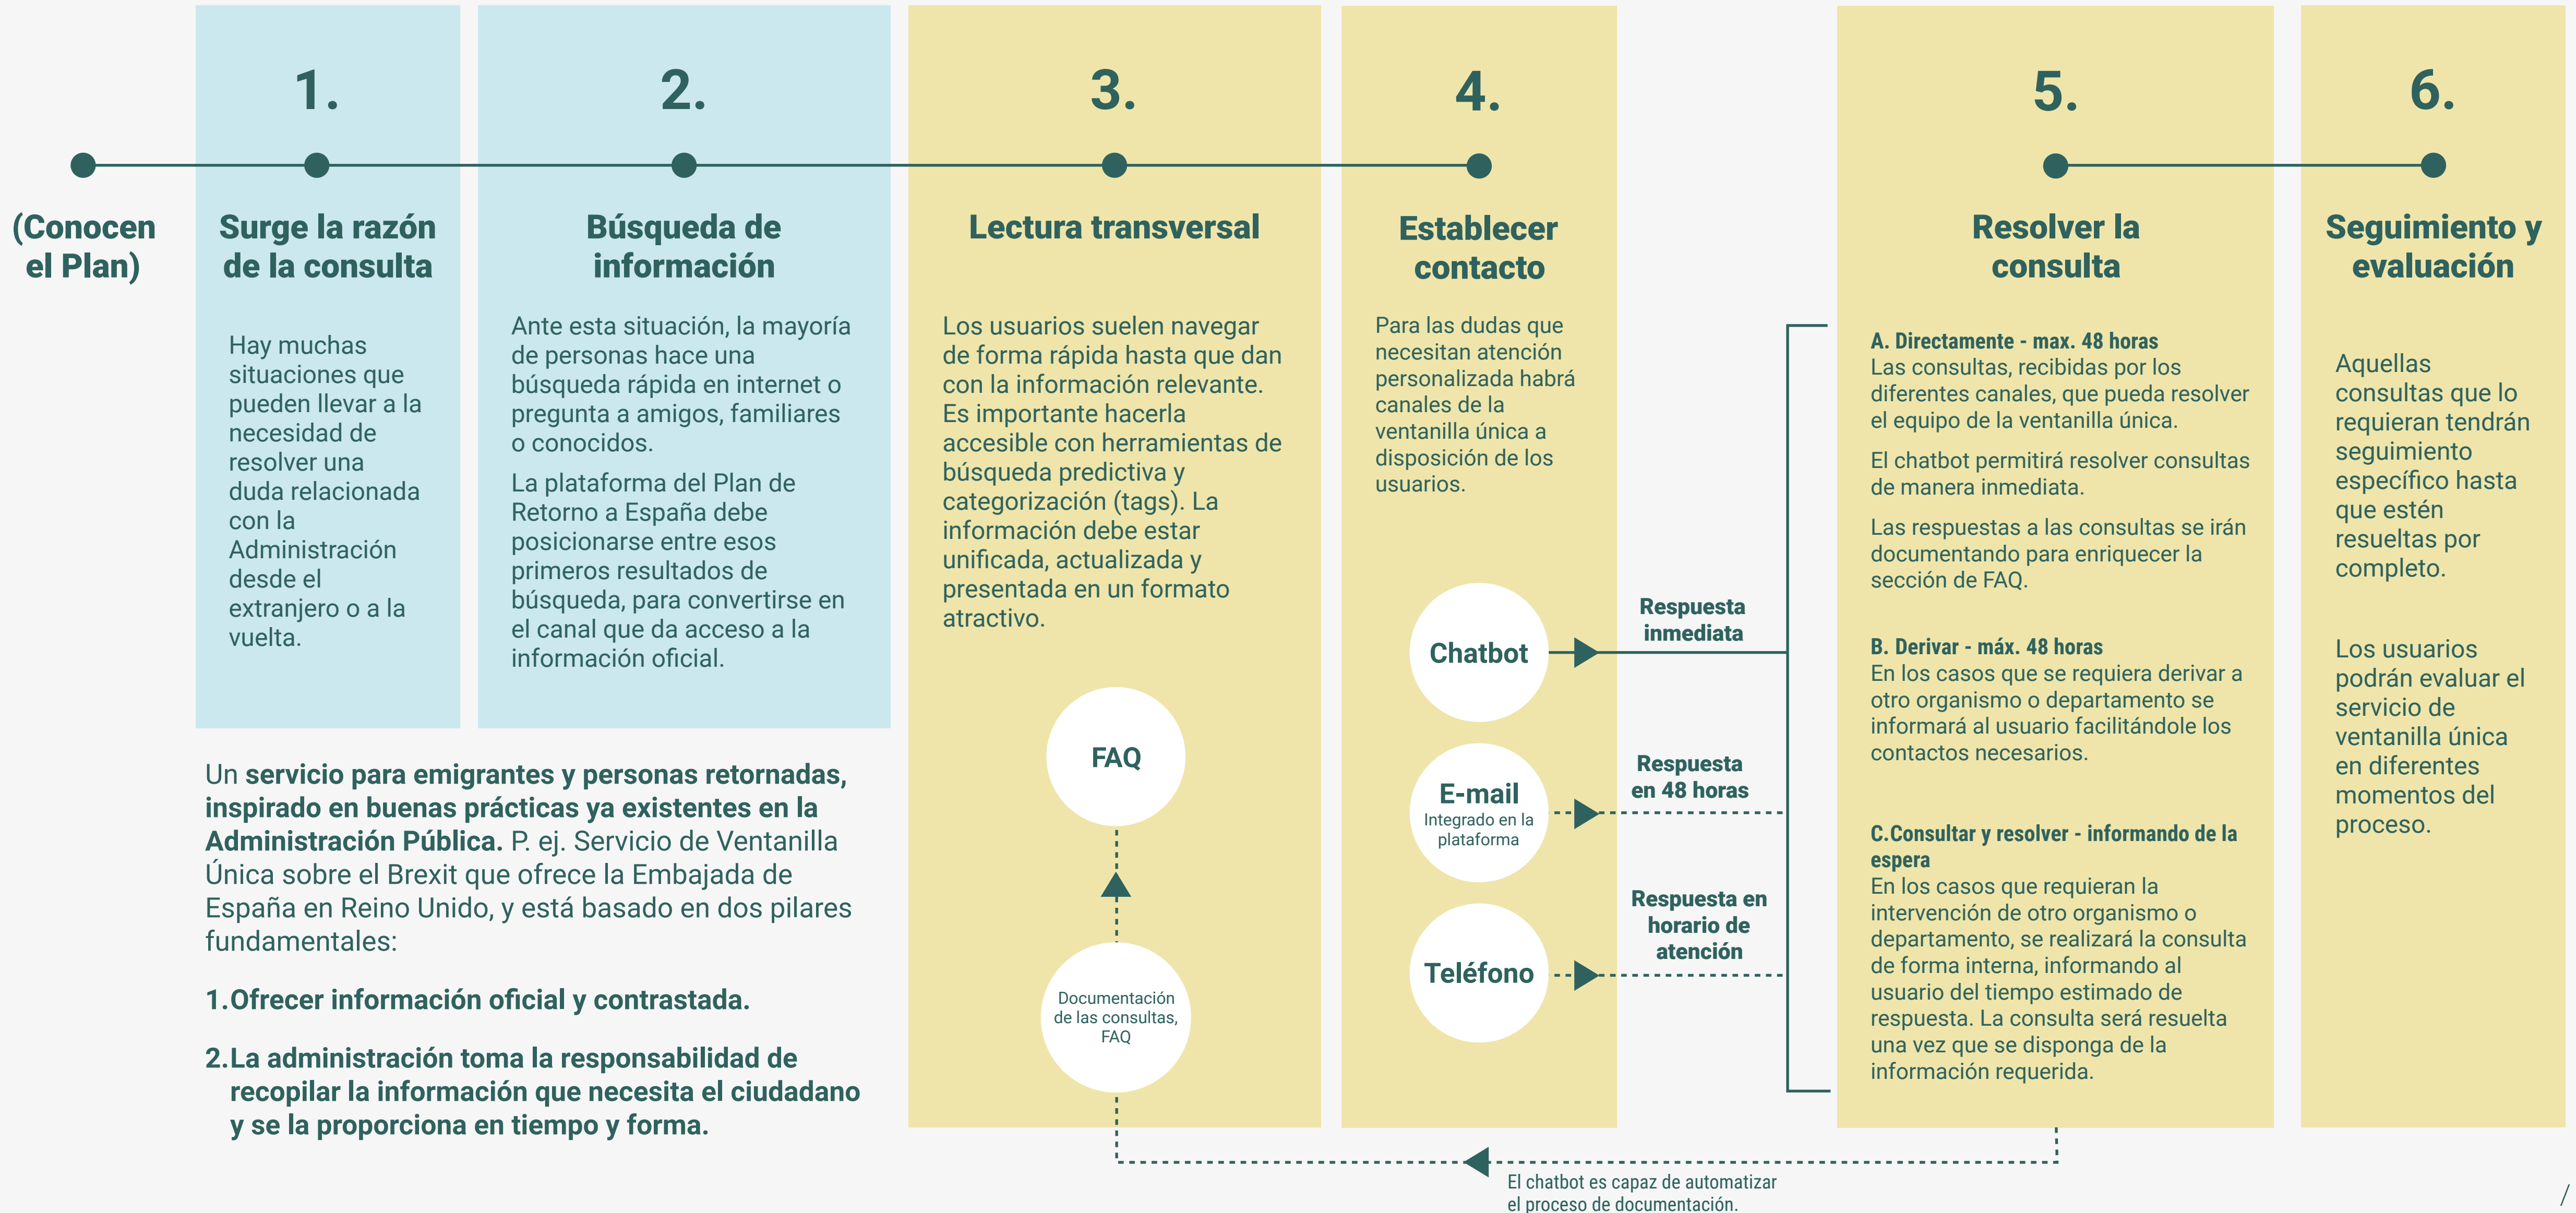 (Conocen
el Plan)
1.
Surge la razón
de la consulta
Hay muchas
situaciones que
pueden llevar a la
necesidad de
resolver una
duda relacionada
con la
Administración
desde el
extranjero o a la
vuelta.
2.
Búsqueda de
información
Ante esta situación, la mayoría
de personas hace una
búsqueda rápida en internet o
pregunta a amigos, familiares
o conocidos.
La plataforma del Plan de
Retorno a España debe
posicionarse entre esos
primeros resultados de
búsqueda, para convertirse en
el canal que da acceso a la
información oficial.
Un servicio para emigrantes y personas retornadas,
inspirado en buenas prácticas ya existentes en la
Administración Pública. P. ej. Servicio de Ventanilla
Única sobre el Brexit que ofrece la Embajada de
España en Reino Unido, y está basado en dos pilares
fundamentales:
1.Ofrecer información oficial y contrastada.
2.La administración toma la responsabilidad de
recopilar la información que necesita el ciudadano
y se la proporciona en tiempo y forma.
3.
Lectura transversal
Los usuarios suelen navegar
de forma rápida hasta que dan
con la información relevante.
Es importante hacerla
accesible con herramientas de
búsqueda predictiva y
categorización (tags). La
información debe estar
unificada, actualizada y
presentada en un formato
atractivo.
FAQ
Documentación
de las consultas,
FAQ
4.
Establecer
contacto
Para las dudas que
necesitan atención
personalizada habrá
canales de la
ventanilla única a
disposición de los
usuarios.
Chatbot
Respuesta
inmediata
E-mail
Integrado en la
plataforma
Respuesta
en 48 horas
Teléfono
Respuesta en
horario de
atención
5.
Resolver la
consulta
A. Directamente - max. 48 horas
Las consultas, recibidas por los
diferentes canales, que pueda resolver
el equipo de la ventanilla única.
El chatbot permitirá resolver consultas
de manera inmediata.
Las respuestas a las consultas se irán
documentando para enriquecer la
sección de FAQ.
B. Derivar - máx. 48 horas
En los casos que se requiera derivar a
otro organismo o departamento se
informará al usuario facilitándole los
contactos necesarios.
C.Consultar y resolver - informando de la
espera
En los casos que requieran la
intervención de otro organismo o
departamento, se realizará la consulta
de forma interna, informando al
usuario del tiempo estimado de
respuesta. La consulta será resuelta
una vez que se disponga de la
información requerida.
6.
Seguimiento y
evaluación
Aquellas
consultas que lo
requieran tendrán
seguimiento
específico hasta
que estén
resueltas por
completo.
Los usuarios
podrán evaluar el
servicio de
ventanilla única
en diferentes
momentos del
proceso.
El chatbot es capaz de automatizar
el proceso de documentación.
/